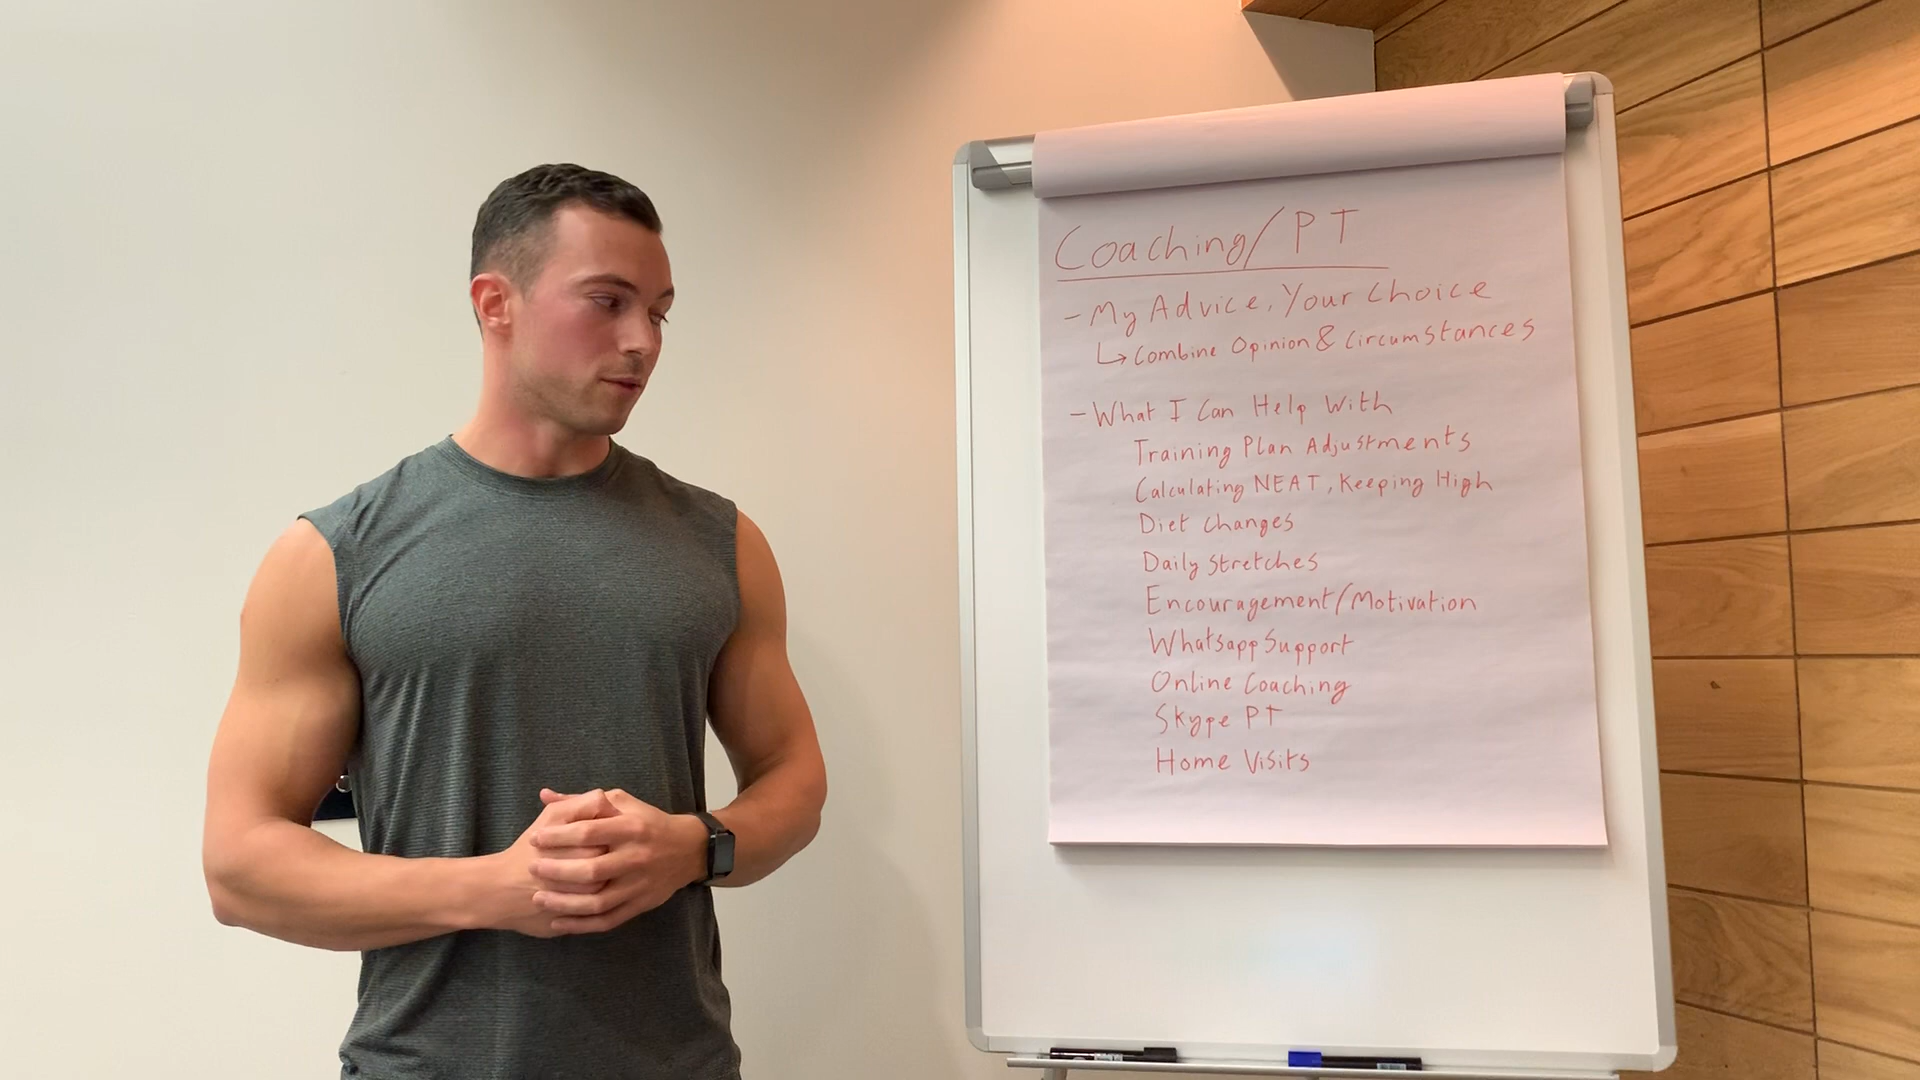 Coaching/PT
- My Advice, Your Choice
↳ Combine Opinion & Circumstances
- What I Can Help With
Training Plan Adjustments
Calculating NEAT, Keeping High
Diet Changes
Daily Stretches
Encouragement/Motivation
Whatsapp Support
Online Coaching
Skype PT
Home Visits